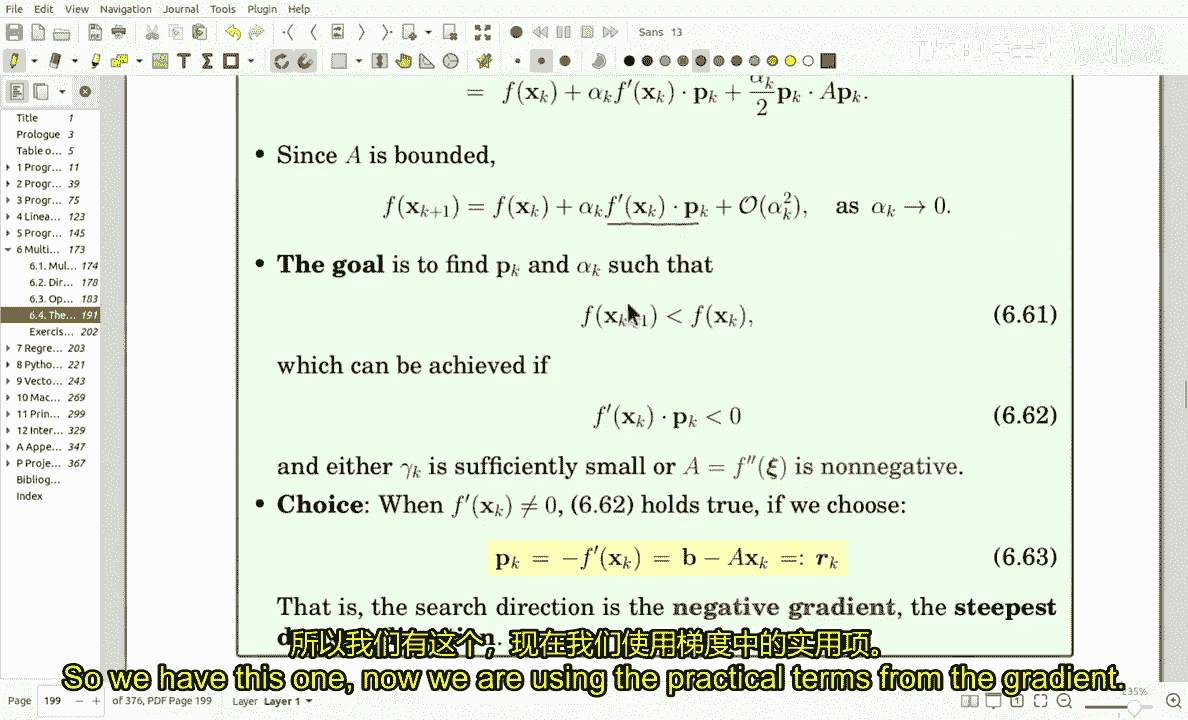 File Edit View Navigation Journal Tools Plugin Help
Sans 13
Title 1
Prologue 3
Table o... 5
1 Progr... 11
2 Progr... 39
3 Progr... 75
4 Linea... 123
5 Progr... 145
6 Multi... 173
6.1. Mul... 174
6.2. Dir... 178
6.3. Op... 183
6.4. The... 191
Exercis... 202
7 Regre... 203
8 Pytho... 221
9 Vecto... 243
10 Mac... 269
11 Prin... 299
12 Inter... 329
A Appe... 347
P Proje... 367
Bibliog...
Index
= f(x_k) + α_k f′(x_k) · p_k + α_k/2 p_k · Ap_k.
• Since A is bounded,
f(x_{k+1}) = f(x_k) + α_k f′(x_k) · p_k + O(α_k²), as α_k → 0.
• The goal is to find p_k and α_k such that
f(x_{k+1}) < f(x_k), (6.61)
which can be achieved if
f′(x_k) · p_k < 0 (6.62)
and either γ_k is sufficiently small or A = f″(ξ) is nonnegative.
• Choice: When f′(x_k) ≠ 0, (6.62) holds true, if we choose:
p_k = −f′(x_k) = b − Ax_k =: r_k (6.63)
That is, the search direction is the negative gradient, the steepest
所以我们有这个，现在我们使用梯度中的实用项。
So we have this one, now we are using the practical terms from the gradient.
Page 199 − + of 376, PDF Page 199 Layer Layer 1
235%